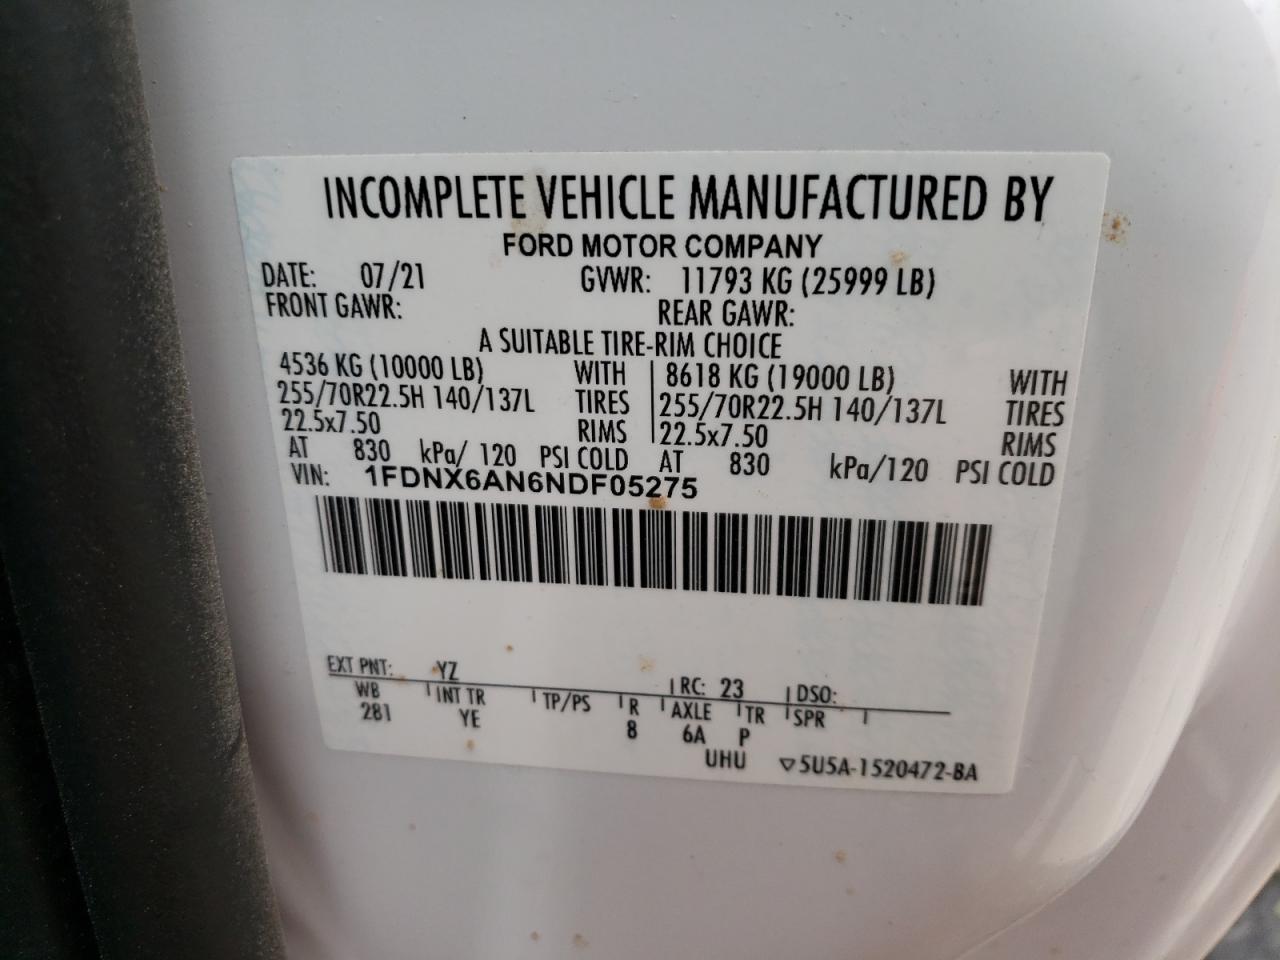 INCOMPLETE VEHICLE MANUFACTURED BY
FORD MOTOR COMPANY
DATE: 07/21 GVWR: 11793 KG (25999 LB)
FRONT GAWR: REAR GAWR:
A SUITABLE TIRE-RIM CHOICE
4536 KG (10000 LB) WITH 8618 KG (19000 LB) WITH
255/70R22.5H 140/137L TIRES 255/70R22.5H 140/137L TIRES
22.5x7.50 RIMS 22.5x7.50 RIMS
AT 830 kPa/ 120 PSI COLD AT 830 kPa/120 PSI COLD
VIN: 1FDNX6AN6NDF05275
EXT PNT: YZ RC: 23 DSO:
WB INT TR TP/PS R AXLE TR SPR
281 YE 8 6A P
UHU ▽5U5A-1520472-BA